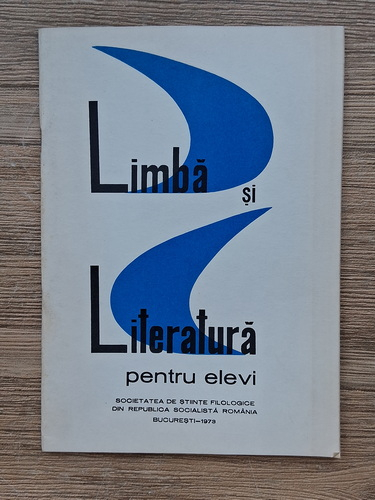 Limbă
și
Literatură
pentru elevi
SOCIETATEA DE ȘTIINȚE FILOLOGICE
DIN REPUBLICA SOCIALISTĂ ROMÂNIA
BUCUREȘTI—1973